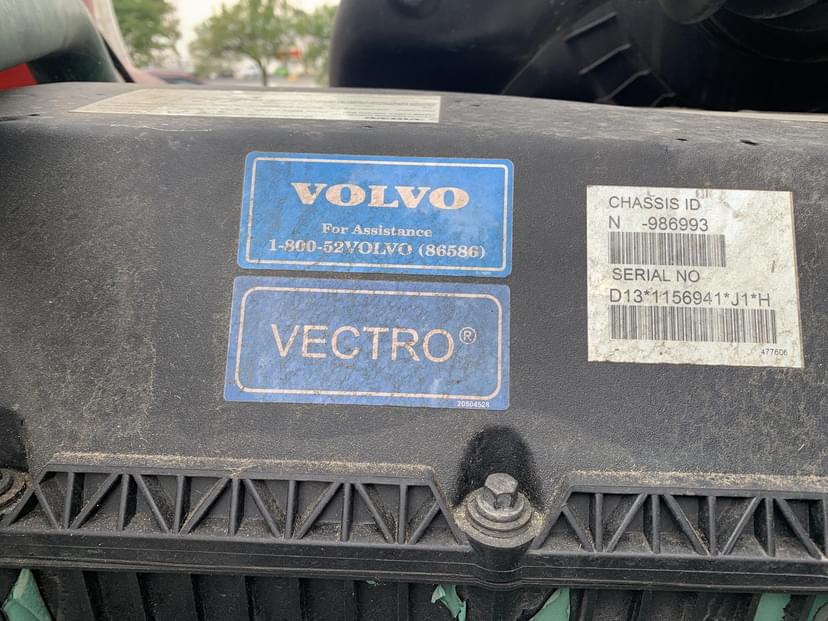 VOLVO
For Assistance
1-800-52VOLVO (86586)
VECTRO®
20504528
CHASSIS ID
N -986993
SERIAL NO
D13*1156941*J1*H
477606